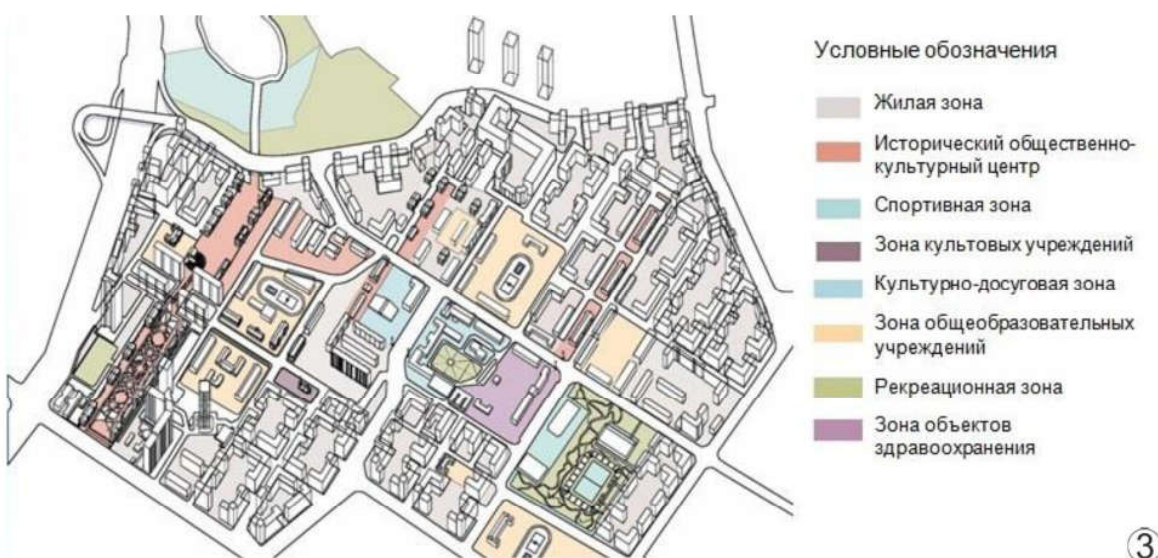 Условные обозначения
Жилая зона
Исторический общественно-
культурный центр
Спортивная зона
Зона культовых учреждений
Культурно-досуговая зона
Зона общеобразовательных
учреждений
Рекреационная зона
Зона объектов
здравоохранения
3